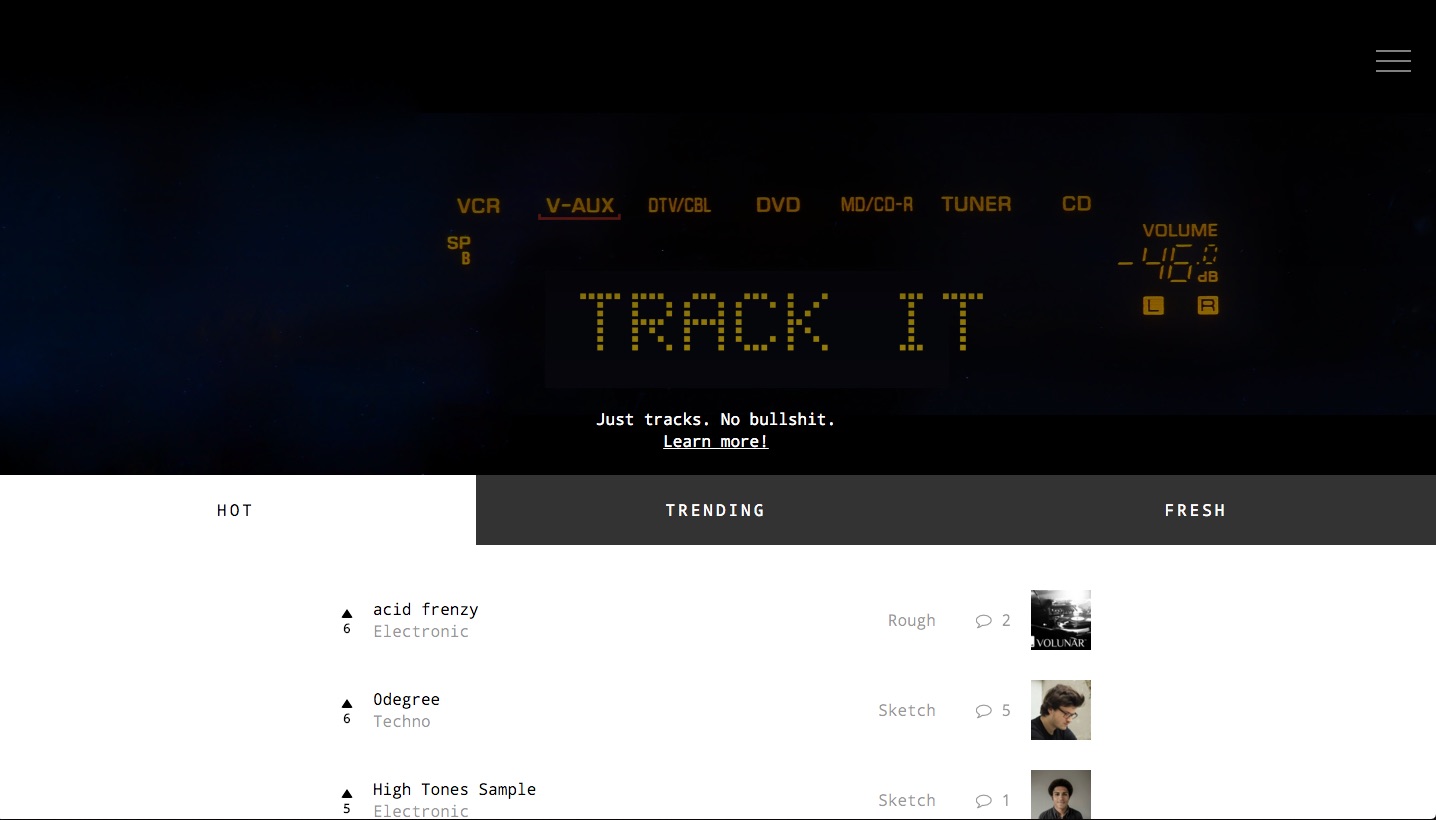 VCR V-AUX DTV/CBL DVD MD/CD-R TUNER CD
VOLUME
SP
B
-46.0
dB
L R
TRACK IT
Just tracks. No bullshit.
Learn more!
HOT TRENDING FRESH
acid frenzy
6
Electronic
Rough 2
VOLUNAR
0degree
6
Techno
Sketch 5
High Tones Sample
5
Electronic
Sketch 1